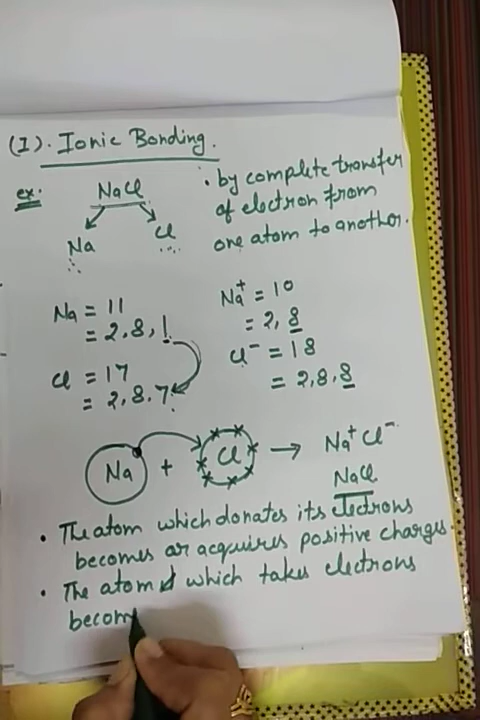 (I). Ionic Bonding.
ex. NaCl
Na Cl
. by complete transfer
of electron from
one atom to another.
Na = 11
= 2,8,1
Cl = 17
= 2,8,7
Na⁺ = 10
= 2,8
Cl⁻ = 18
= 2,8,8
Na + Cl → Na⁺Cl⁻
NaCl
• The atom which donates its electrons
becomes or acquires positive charges.
• The atom which takes electrons
becom